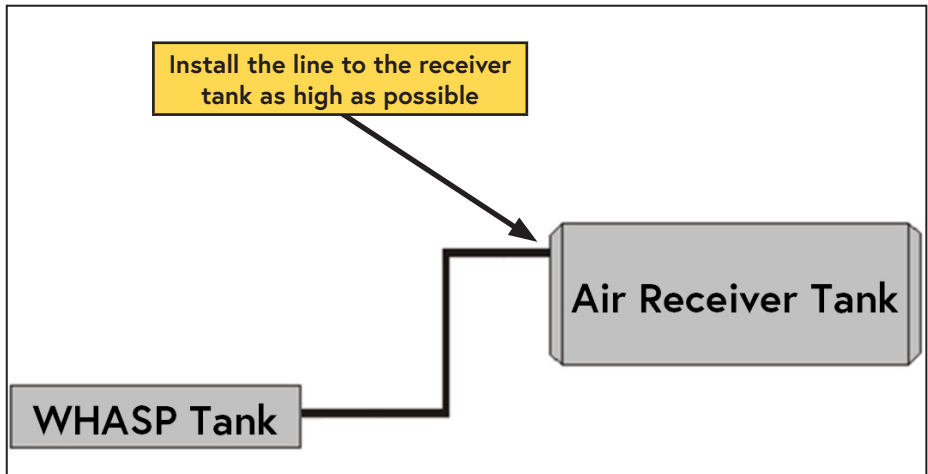 Install the line to the receiver
tank as high as possible
Air Receiver Tank
WHASP Tank